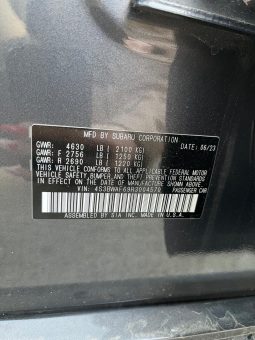 MFD. BY SUBARU CORPORATION
GVWR: 4630 LB ( 2100 KG) DATE: 06/23
GAWR: F 2756 LB ( 1250 KG)
GAWR: R 2690 LB ( 1220 KG)
THIS VEHICLE CONFORMS TO ALL APPLICABLE FEDERAL MOTOR
VEHICLE SAFETY, BUMPER, AND THEFT PREVENTION STANDARDS
IN EFFECT ON THE DATE OF MANUFACTURE SHOWN ABOVE.
VIN: PASSENGER CAR
ASSEMBLED BY SIA INC. MADE IN U.S.A.